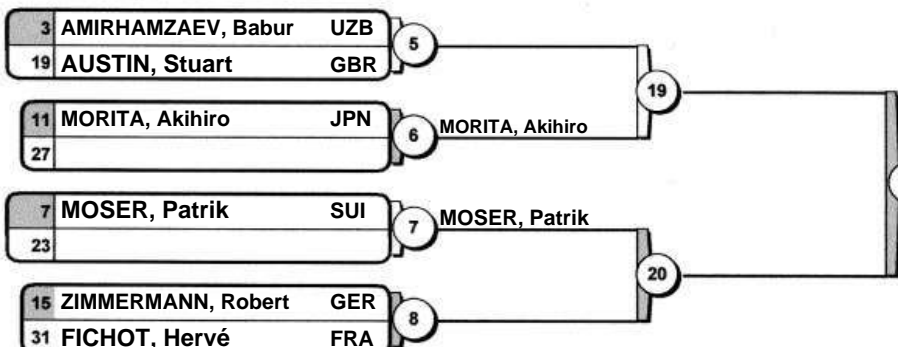 3 AMIRHAMZAEV, Babur UZB
19 AUSTIN, Stuart GBR
5
19
11 MORITA, Akihiro JPN
27
6 MORITA, Akihiro
7 MOSER, Patrik SUI
23
7 MOSER, Patrik
20
15 ZIMMERMANN, Robert GER
31 FICHOT, Hervé FRA
8